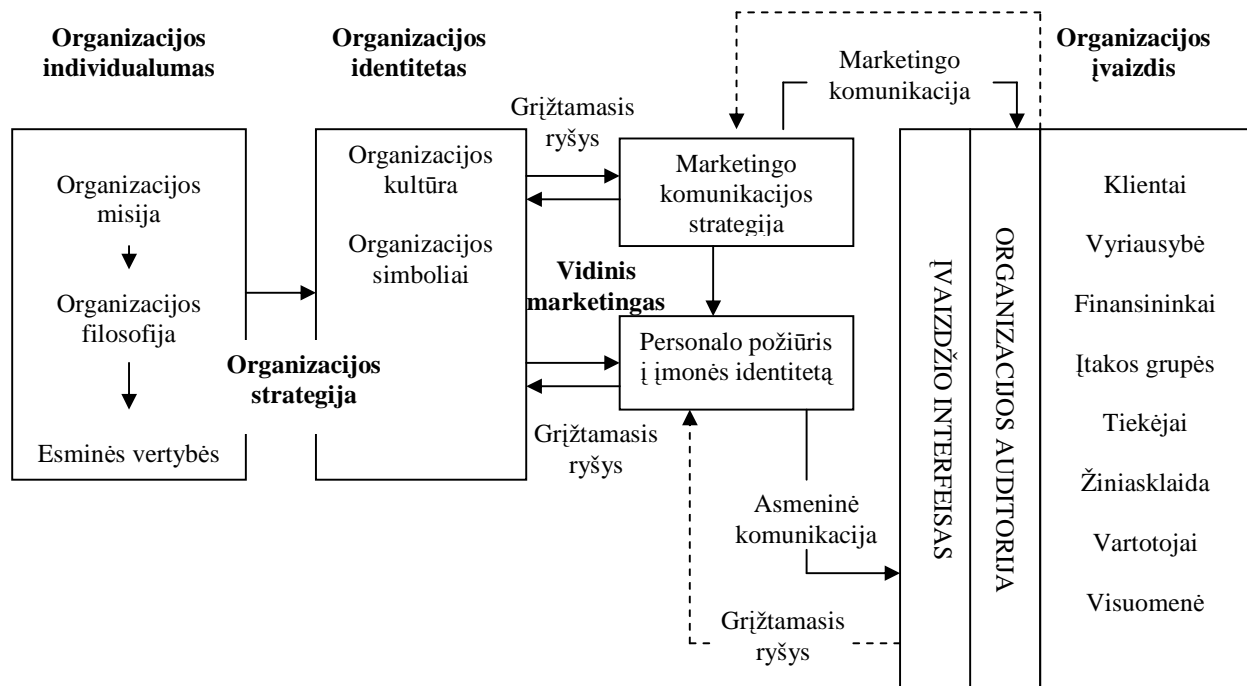 Organizacijos
individualumas
Organizacijos
misija
Organizacijos
filosofija
Esminės vertybės
Organizacijos
strategija
Organizacijos
identitetas
Organizacijos
kultūra
Organizacijos
simboliai
Grįžtamasis
ryšys
Vidinis
marketingas
Grįžtamasis
ryšys
Marketingo
komunikacijos
strategija
Personalo požiūris
į įmonės identitetą
Marketingo
komunikacija
Asmeninė
komunikacija
Grįžtamasis
ryšys
ĮVAIZDŽIO INTERFEISAS
ORGANIZACIJOS AUDITORIJA
Organizacijos
įvaizdis
Klientai
Vyriausybė
Finansininkai
Įtakos grupės
Tiekėjai
Žiniasklaida
Vartotojai
Visuomenė